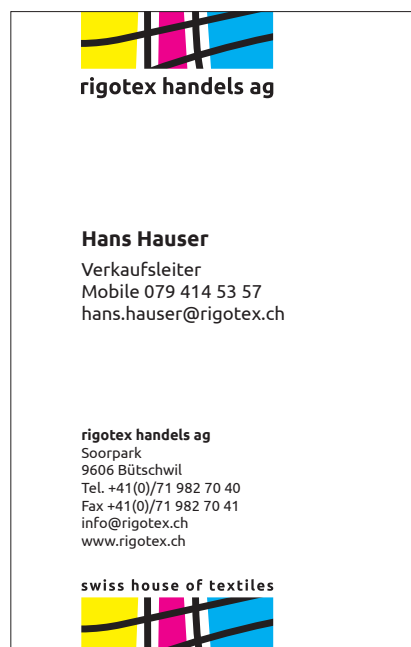 rigotex handels ag
Hans Hauser
Verkaufsleiter
Mobile 079 414 53 57
hans.hauser@rigotex.ch
rigotex handels ag
Soorpark
9606 Bütschwil
Tel. +41(0)/71 982 70 40
Fax +41(0)/71 982 70 41
info@rigotex.ch
www.rigotex.ch
swiss house of textiles